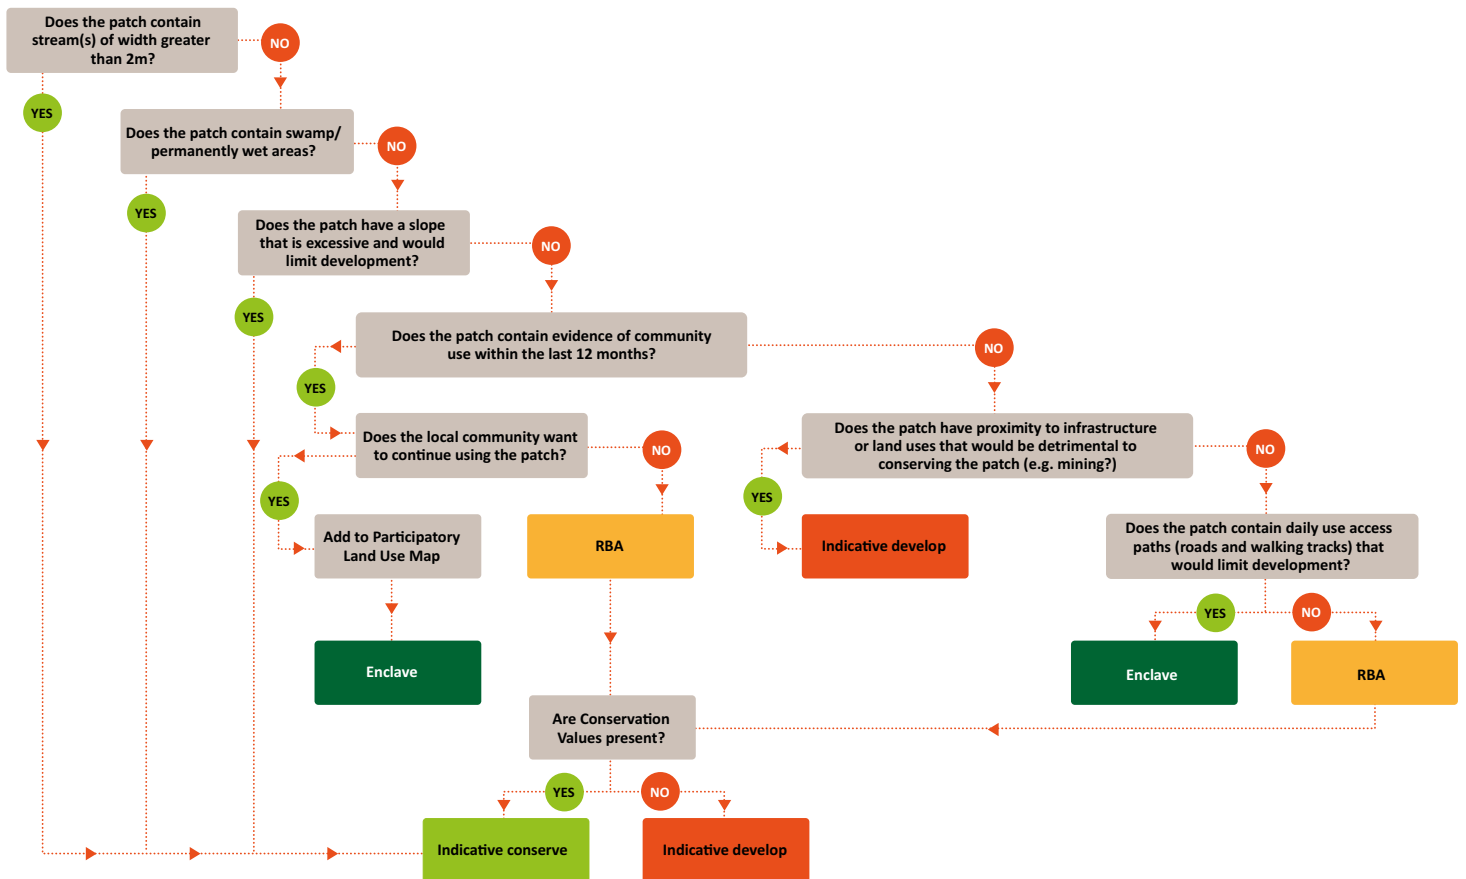 Does the patch contain
stream(s) of width greater
than 2m?
NO
YES
Does the patch contain swamp/
permanently wet areas?
NO
YES
Does the patch have a slope
that is excessive and would
limit development?
NO
YES
Does the patch contain evidence of community
use within the last 12 months?
NO
YES
Does the local community want
to continue using the patch?
NO
YES
Does the patch have proximity to infrastructure
or land uses that would be detrimental to
conserving the patch (e.g. mining?)
NO
YES
Add to Participatory
Land Use Map
RBA
Indicative develop
Does the patch contain daily use access
paths (roads and walking tracks) that
would limit development?
YES
NO
Enclave
Enclave
RBA
Are Conservation
Values present?
YES
NO
Indicative conserve
Indicative develop